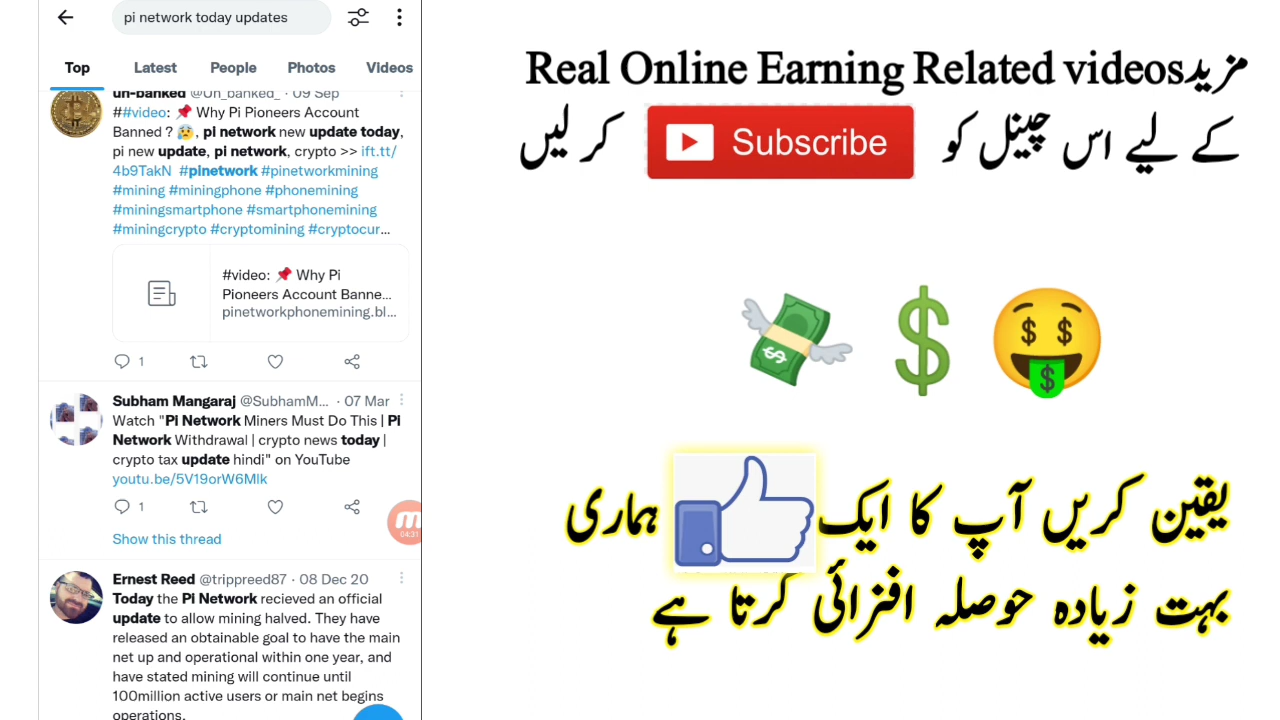 pi network today updates
Top Latest People Photos Videos
un-banked @Un_banked_ · 09 Sep
##video: 📌 Why Pi Pioneers Account
Banned ? 😰, pi network new update today,
pi new update, pi network, crypto >> ift.tt/
4b9TakN #pinetwork #pinetworkmining
#mining #miningphone #phonemining
#miningsmartphone #smartphonemining
#miningcrypto #cryptomining #cryptocur...
#video: 📌 Why Pi
Pioneers Account Banne...
pinetworkphonemining.bl...
1
Subham Mangaraj @SubhamM... · 07 Mar
Watch "Pi Network Miners Must Do This | Pi
Network Withdrawal | crypto news today |
crypto tax update hindi" on YouTube
youtu.be/5V19orW6MIk
1
04:21
Show this thread
Ernest Reed @trippreed87 · 08 Dec 20
Today the Pi Network recieved an official
update to allow mining halved. They have
released an obtainable goal to have the main
net up and operational within one year, and
have stated mining will continue until
100million active users or main net begins
operations.
مزید Real Online Earning Related videos
کے لیے اس چینل کو Subscribe کر لیں
یقین کریں آپ کا ایک ہماری
بہت زیادہ حوصلہ افزائی کرتا ہے